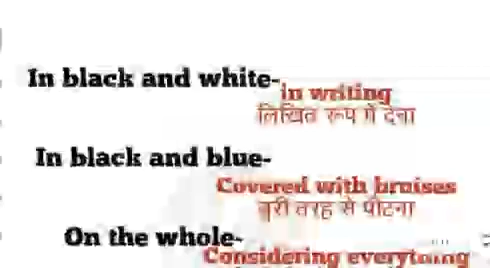 In black and white-
in writing
लिखित रूप में देना
In black and blue-
Covered with bruises
बुरी तरह से पीटना
On the whole-
Considering everything